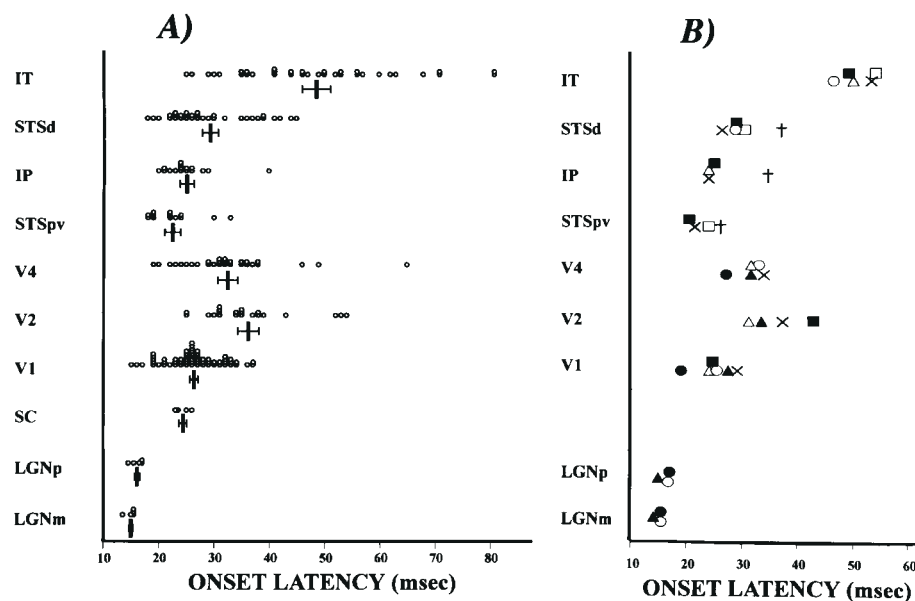 A)
IT
STSd
IP
STSpv
V4
V2
V1
SC
LGNp
LGNm
10 20 30 40 50 60 70 80
ONSET LATENCY (msec)
B)
IT
STSd
IP
STSpv
V4
V2
V1
LGNp
LGNm
10 20 30 40 50 60
ONSET LATENCY (msec)